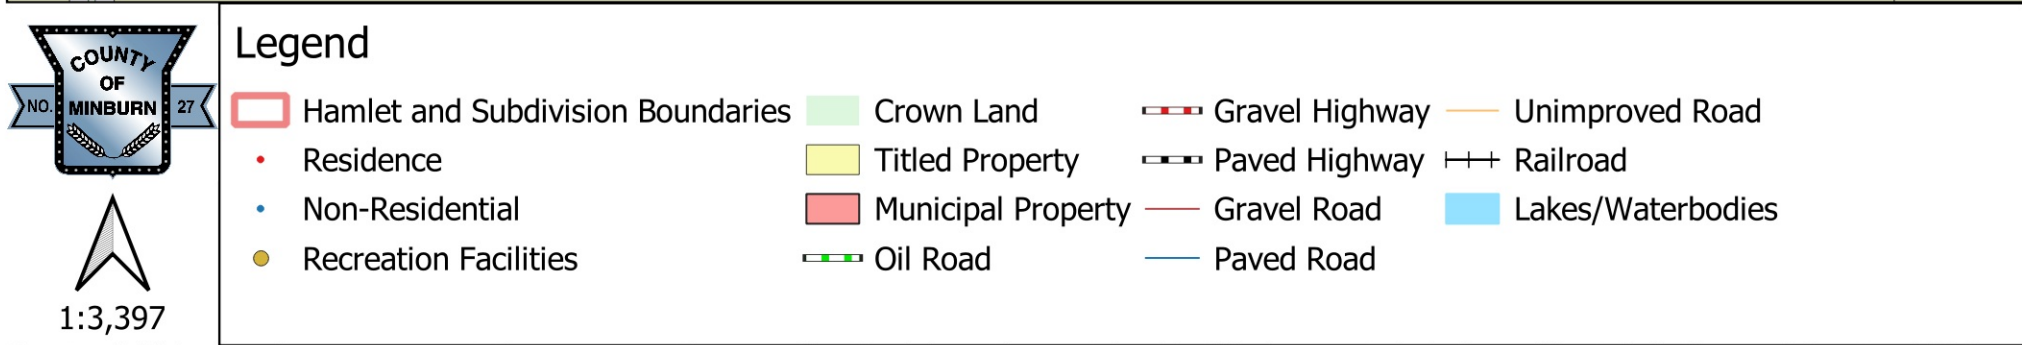 COUNTY
OF
NO. MINBURN 27
1:3,397
Legend
Hamlet and Subdivision Boundaries
Residence
Non-Residential
Recreation Facilities
Crown Land
Titled Property
Municipal Property
Oil Road
Gravel Highway
Paved Highway
Gravel Road
Paved Road
Unimproved Road
Railroad
Lakes/Waterbodies